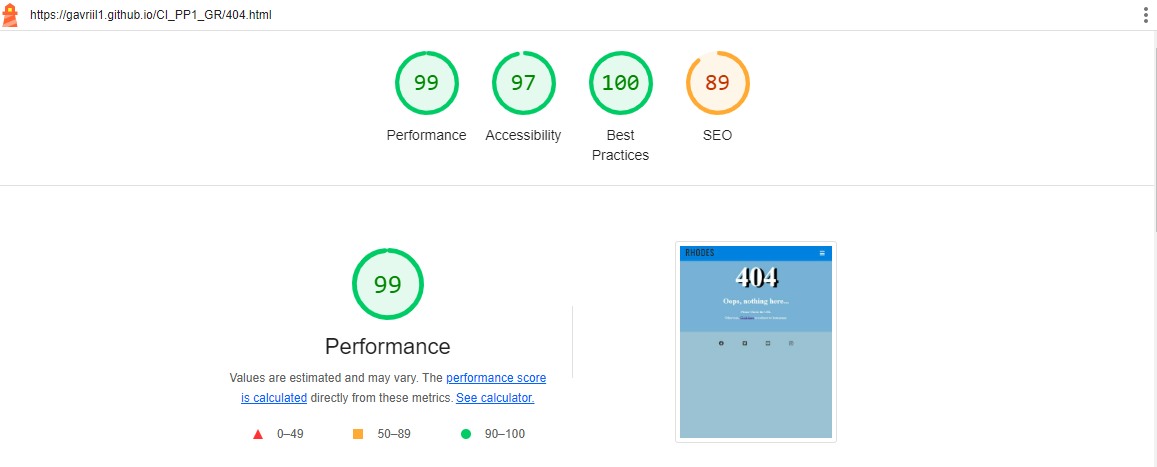 https://gavriil1.github.io/CI_PP1_GR/404.html
99
97
100
89
Performance
Accessibility
Best
Practices
SEO
99
Performance
Values are estimated and may vary. The performance score
is calculated directly from these metrics. See calculator.
0–49
50–89
90–100
RHODES
404
Oops, nothing here...